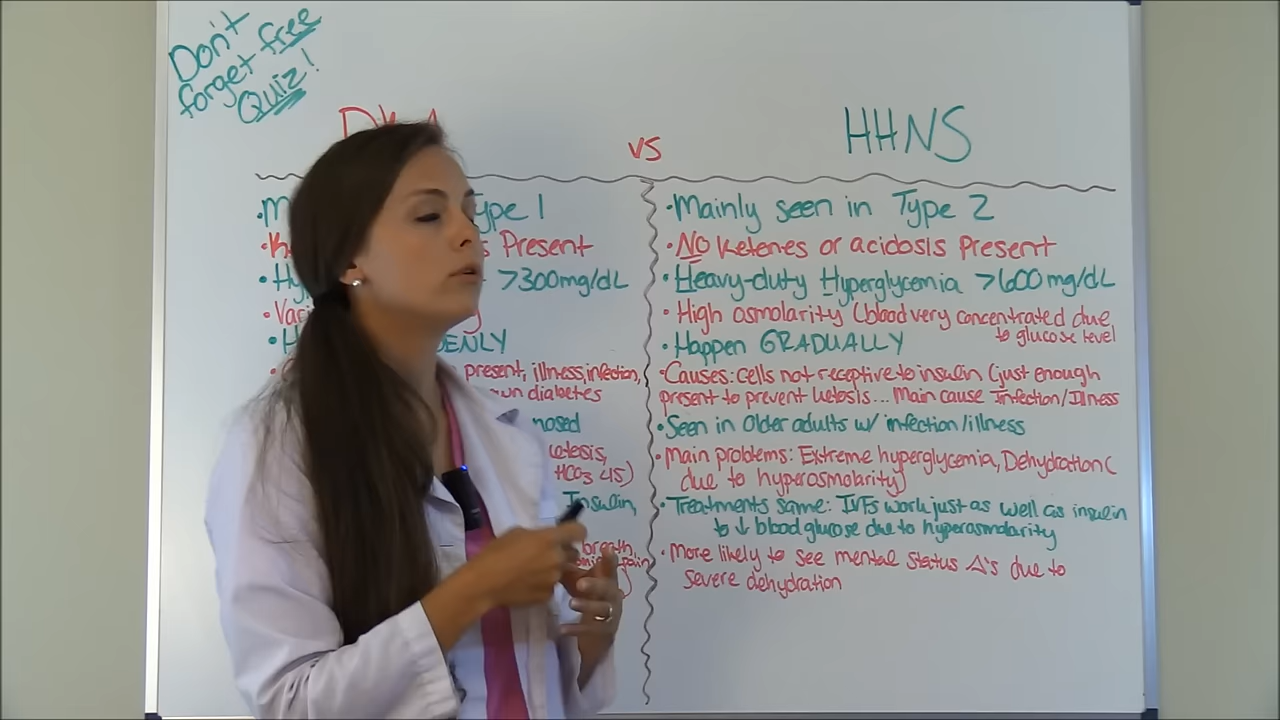 Don't
forget free
Quiz!
vs
HHNS
ype 1
s Present
>300mg/dL
ENLY
present, illness, infection,
diabetes
nosed
HCO3 <15)
Insulin,
breath,
pain
• Mainly seen in Type 2
• NO Ketenes or acidosis Present
• Heavy-duty Hyperglycemia >600mg/dL
• High osmolarity (blood very concentrated due
to glucose level
• Happen GRADUALLY
• Causes: cells not receptive to insulin (just enough
present to prevent ketosis... Main cause Infection/Illness
• Seen in Older adults w/ infection/illness
• Main problems: Extreme hyperglycemia, Dehydration (
due to hyperosmolarity)
• Treatments same: IVFs work just as well as insulin
to ↓ blood glucose due to hyperosmolarity
• More likely to see mental status Δ's due to
severe dehydration